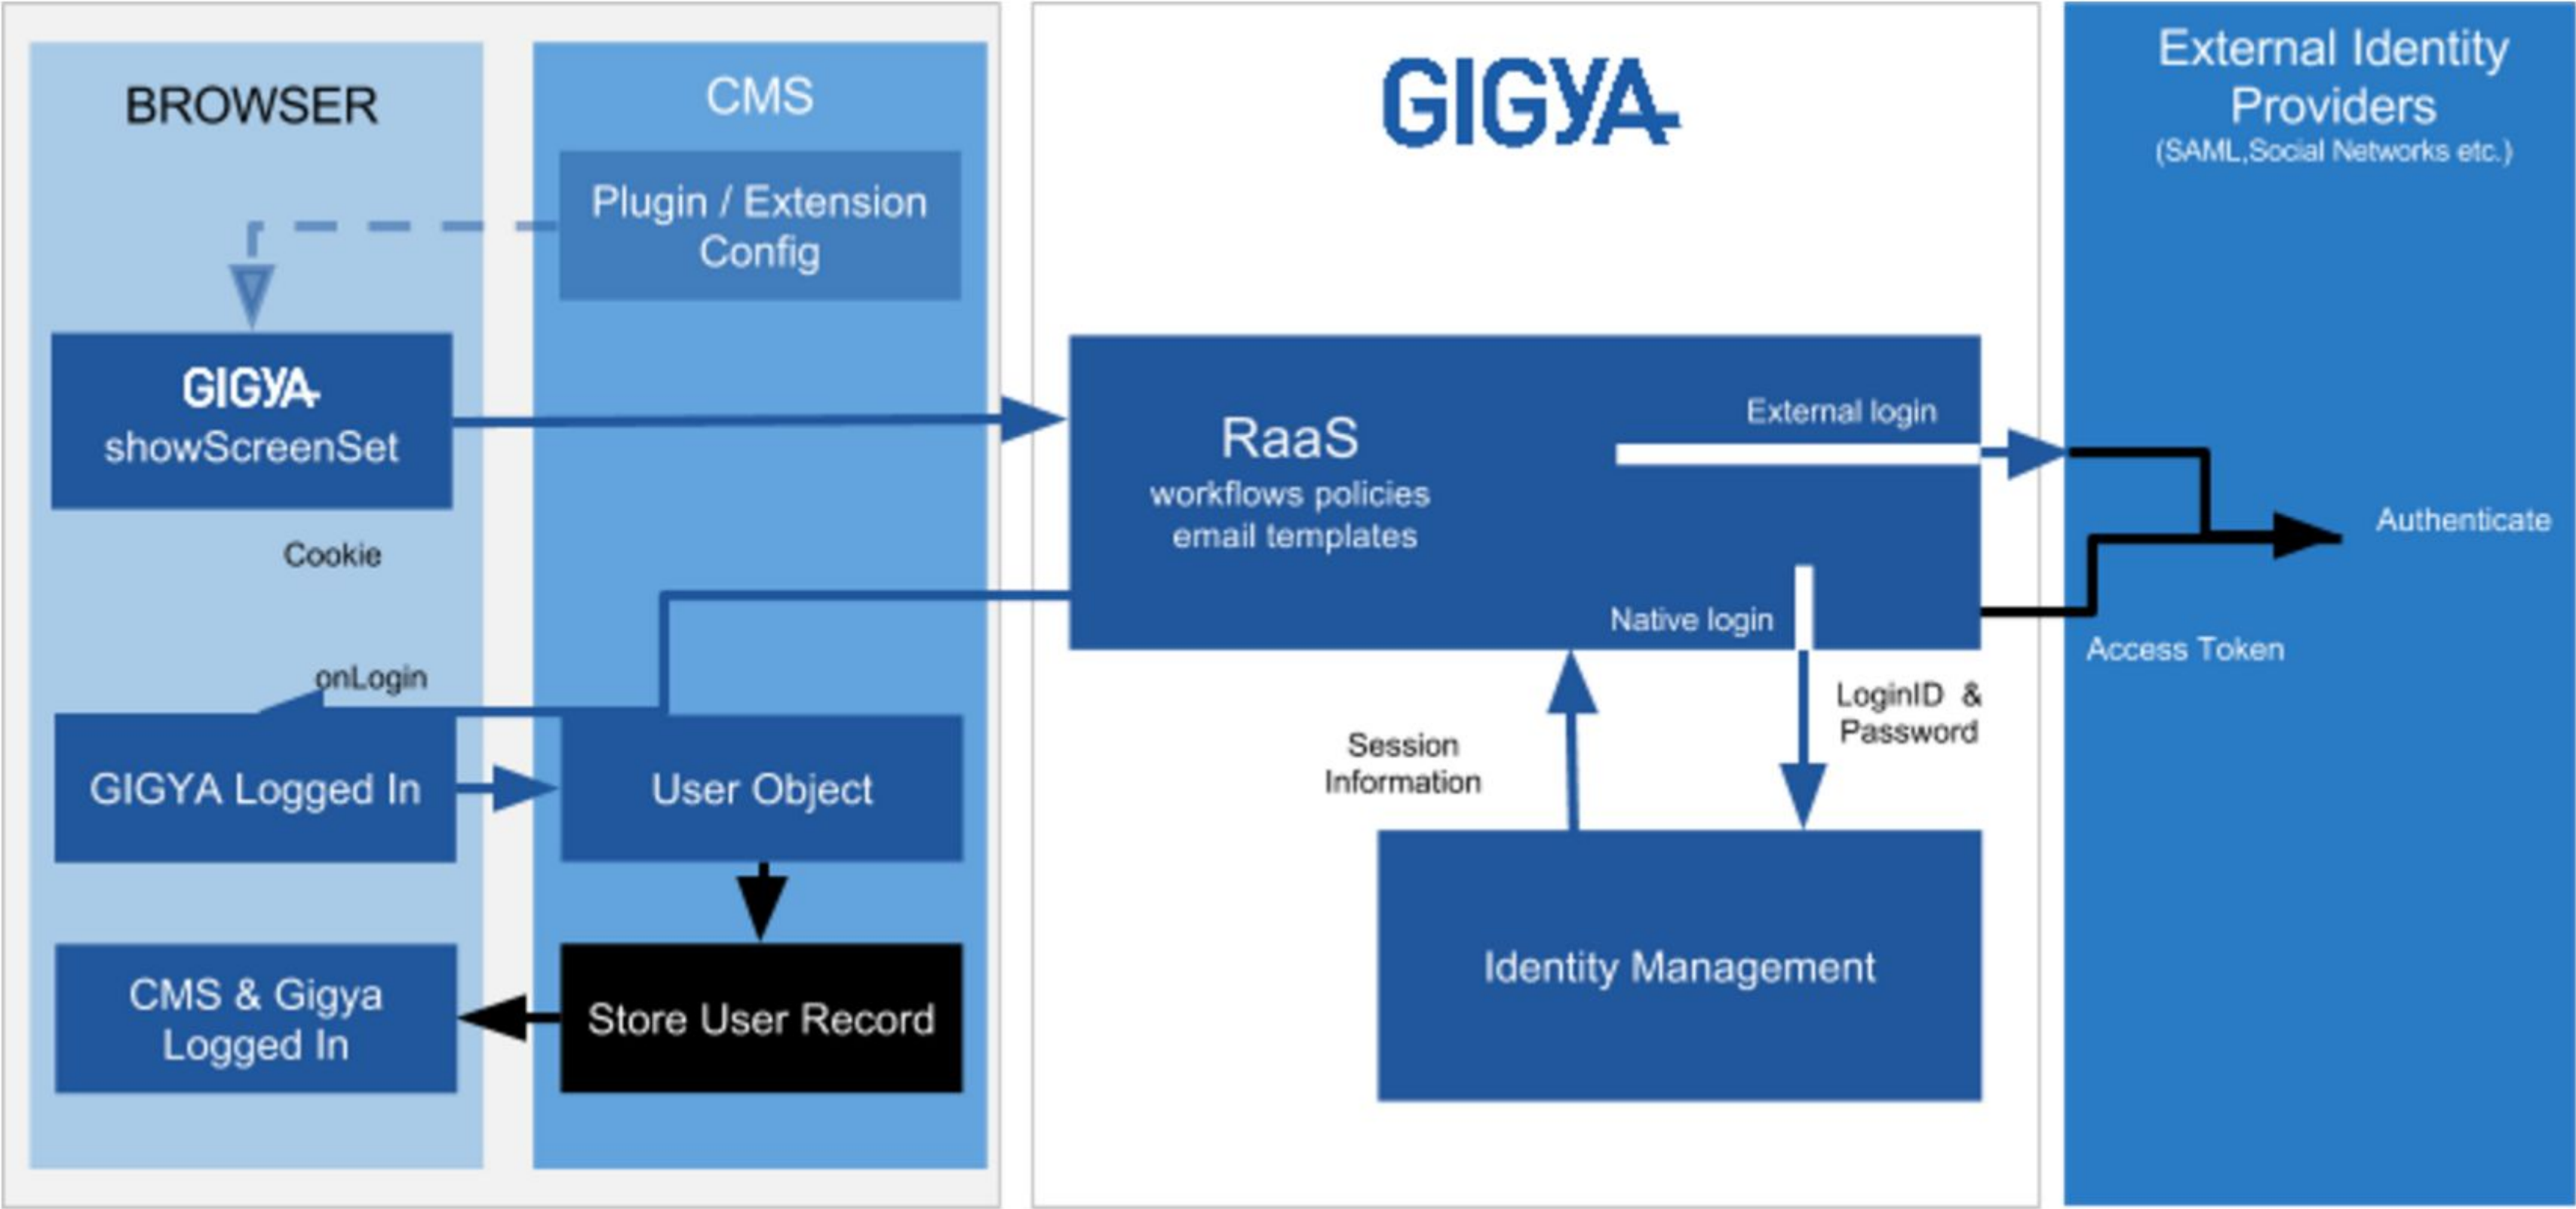 BROWSER
CMS
Plugin / Extension
Config
GIGYA
showScreenSet
Cookie
onLogin
GIGYA Logged In
User Object
CMS & Gigya
Logged In
Store User Record
GIGYA
RaaS
workflows policies
email templates
External login
Native login
Session
Information
LoginID &
Password
Identity Management
External Identity
Providers
(SAML,Social Networks etc.)
Authenticate
Access Token